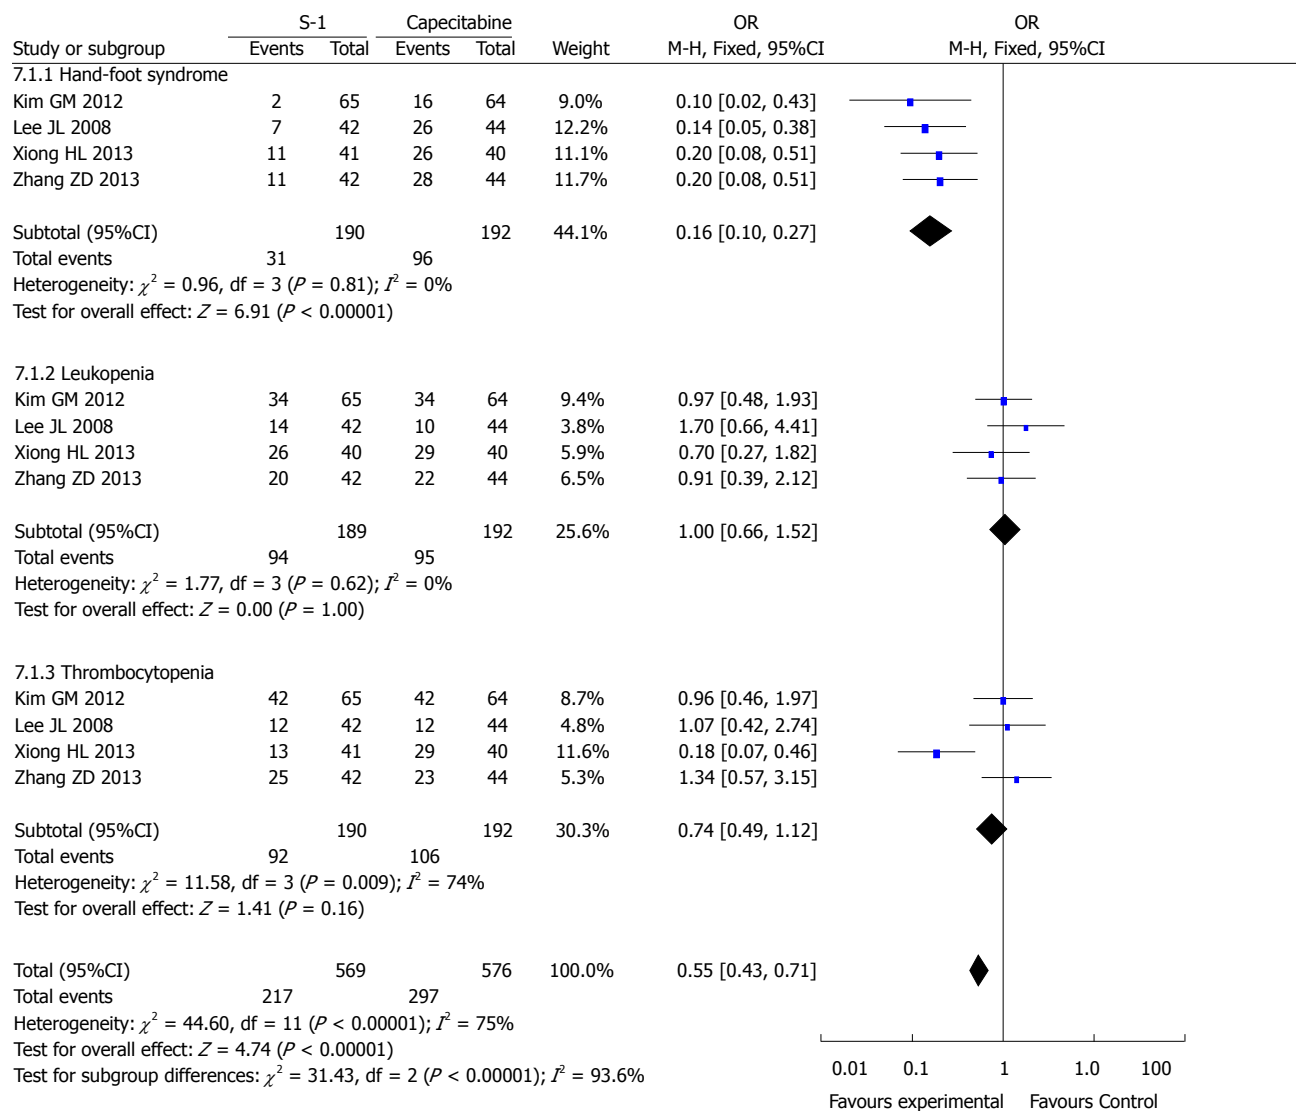 S-1 Capecitabine OR OR
Study or subgroup Events Total Events Total Weight M-H, Fixed, 95%CI M-H, Fixed, 95%CI
7.1.1 Hand-foot syndrome
Kim GM 2012 2 65 16 64 9.0% 0.10 [0.02, 0.43]
Lee JL 2008 7 42 26 44 12.2% 0.14 [0.05, 0.38]
Xiong HL 2013 11 41 26 40 11.1% 0.20 [0.08, 0.51]
Zhang ZD 2013 11 42 28 44 11.7% 0.20 [0.08, 0.51]
Subtotal (95%CI) 190 192 44.1% 0.16 [0.10, 0.27]
Total events 31 96
Heterogeneity: χ² = 0.96, df = 3 (P = 0.81); I² = 0%
Test for overall effect: Z = 6.91 (P < 0.00001)
7.1.2 Leukopenia
Kim GM 2012 34 65 34 64 9.4% 0.97 [0.48, 1.93]
Lee JL 2008 14 42 10 44 3.8% 1.70 [0.66, 4.41]
Xiong HL 2013 26 40 29 40 5.9% 0.70 [0.27, 1.82]
Zhang ZD 2013 20 42 22 44 6.5% 0.91 [0.39, 2.12]
Subtotal (95%CI) 189 192 25.6% 1.00 [0.66, 1.52]
Total events 94 95
Heterogeneity: χ² = 1.77, df = 3 (P = 0.62); I² = 0%
Test for overall effect: Z = 0.00 (P = 1.00)
7.1.3 Thrombocytopenia
Kim GM 2012 42 65 42 64 8.7% 0.96 [0.46, 1.97]
Lee JL 2008 12 42 12 44 4.8% 1.07 [0.42, 2.74]
Xiong HL 2013 13 41 29 40 11.6% 0.18 [0.07, 0.46]
Zhang ZD 2013 25 42 23 44 5.3% 1.34 [0.57, 3.15]
Subtotal (95%CI) 190 192 30.3% 0.74 [0.49, 1.12]
Total events 92 106
Heterogeneity: χ² = 11.58, df = 3 (P = 0.009); I² = 74%
Test for overall effect: Z = 1.41 (P = 0.16)
Total (95%CI) 569 576 100.0% 0.55 [0.43, 0.71]
Total events 217 297
Heterogeneity: χ² = 44.60, df = 11 (P < 0.00001); I² = 75%
Test for overall effect: Z = 4.74 (P < 0.00001)
Test for subgroup differences: χ² = 31.43, df = 2 (P < 0.00001); I² = 93.6%
0.01 0.1 1 1.0 100
Favours experimental Favours Control